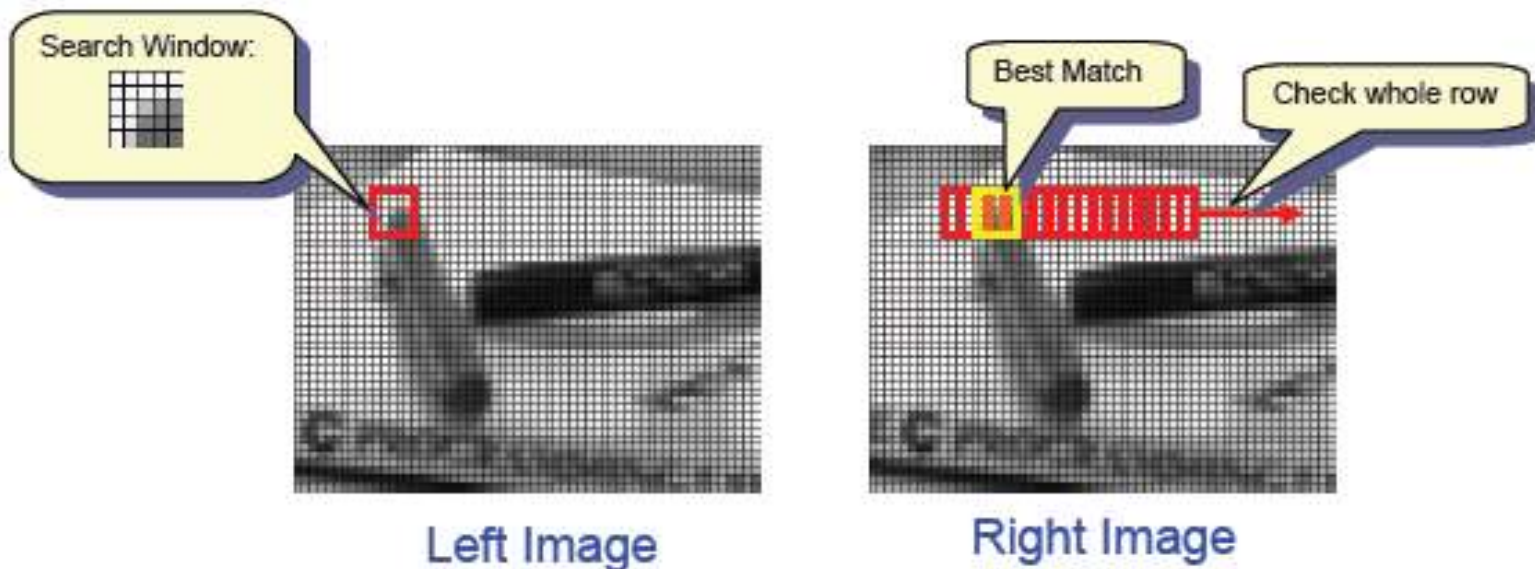 Search Window:
Best Match
Check whole row
C
C
Left Image
Right Image